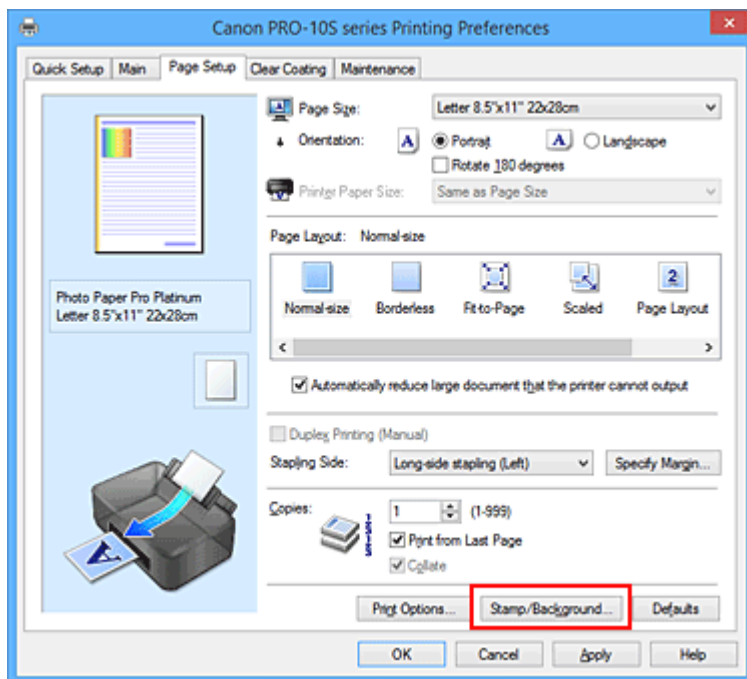 Canon PRO-10S series Printing Preferences
Quick Setup Main Page Setup Clear Coating Maintenance
Page Size: Letter 8.5"x11" 22x28cm
Orientation: A Portrait A Landscape
Rotate 180 degrees
Printer Paper Size: Same as Page Size
Page Layout: Normal-size
2
Normal-size Borderless Fit-to-Page Scaled Page Layout
Photo Paper Pro Platinum
Letter 8.5"x11" 22x28cm
Automatically reduce large document that the printer cannot output
Duplex Printing (Manual)
Stapling Side: Long-side stapling (Left) Specify Margin...
Copies: 1 (1-999)
Print from Last Page
Collate
A
Print Options... Stamp/Background... Defaults
OK Cancel Apply Help